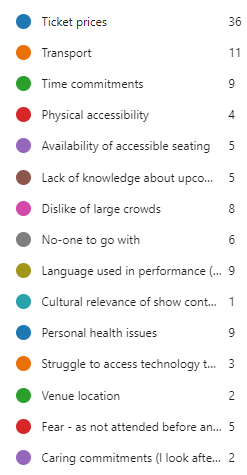 Ticket prices 36
Transport 11
Time commitments 9
Physical accessibility 4
Availability of accessible seating 5
Lack of knowledge about upco... 5
Dislike of large crowds 8
No-one to go with 6
Language used in performance (... 9
Cultural relevance of show cont... 1
Personal health issues 9
Struggle to access technology t... 3
Venue location 2
Fear - as not attended before an... 5
Caring commitments (I look afte... 2